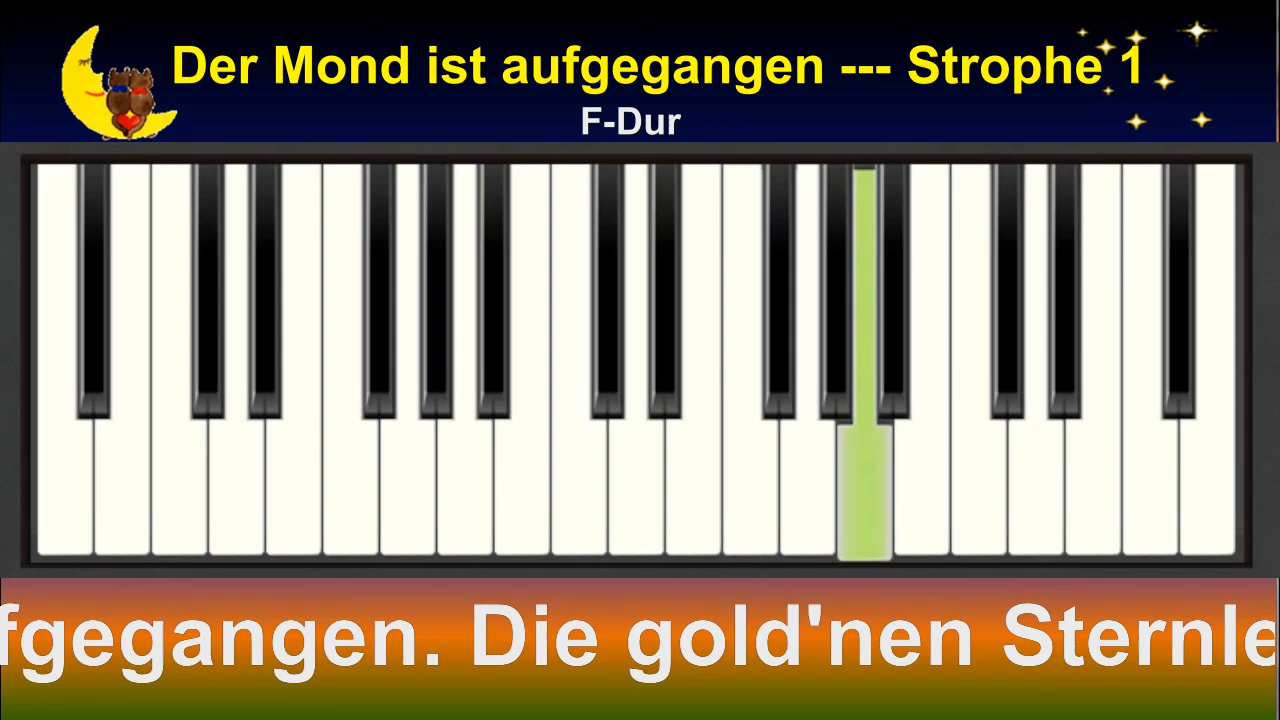 Der Mond ist aufgegangen --- Strophe 1
F-Dur
fgegangen. Die gold'nen Sternle